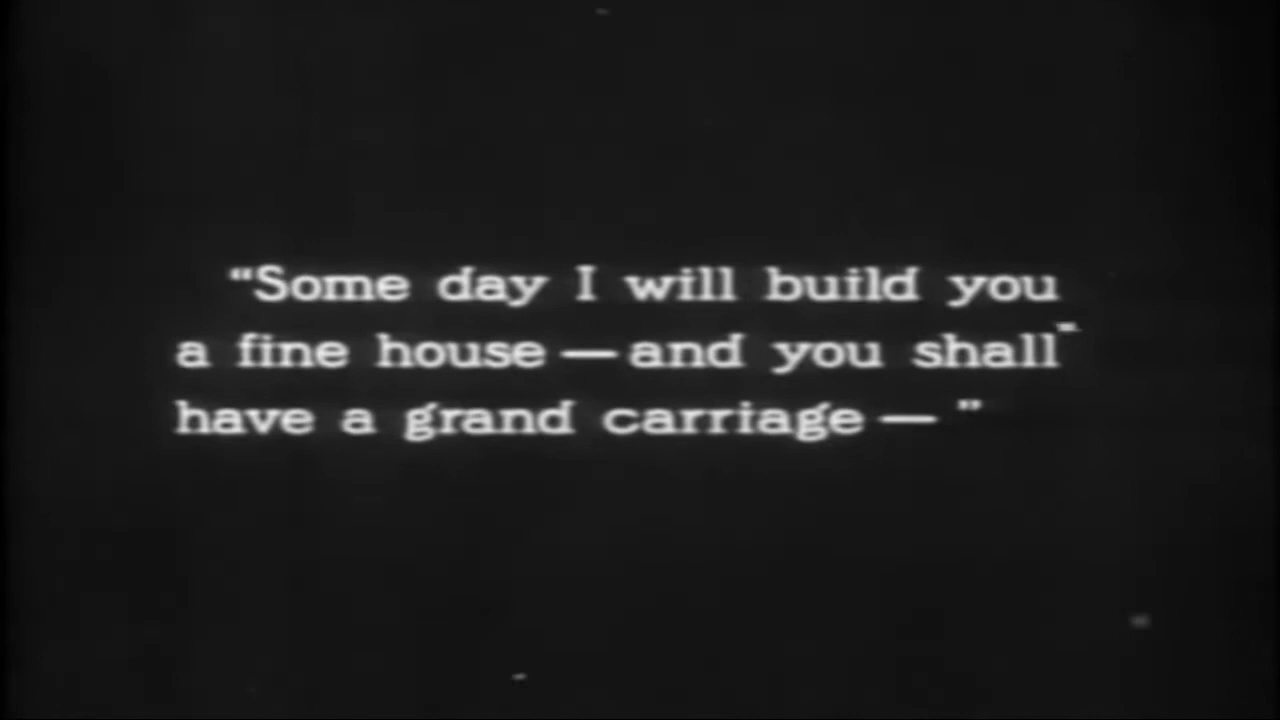 “Some day I will build you
a fine house — and you shall
have a grand carriage — ”